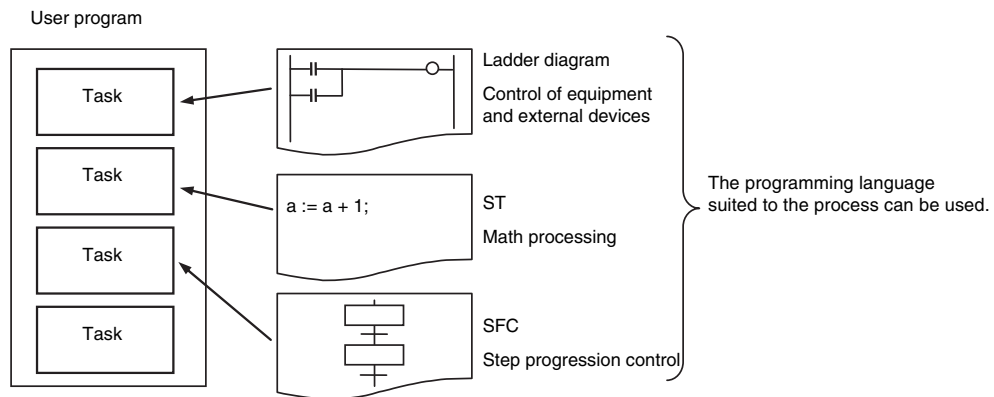 User program
Task
Task
Task
Task
Ladder diagram
Control of equipment
and external devices
a := a + 1;
ST
Math processing
SFC
Step progression control
The programming language
suited to the process can be used.